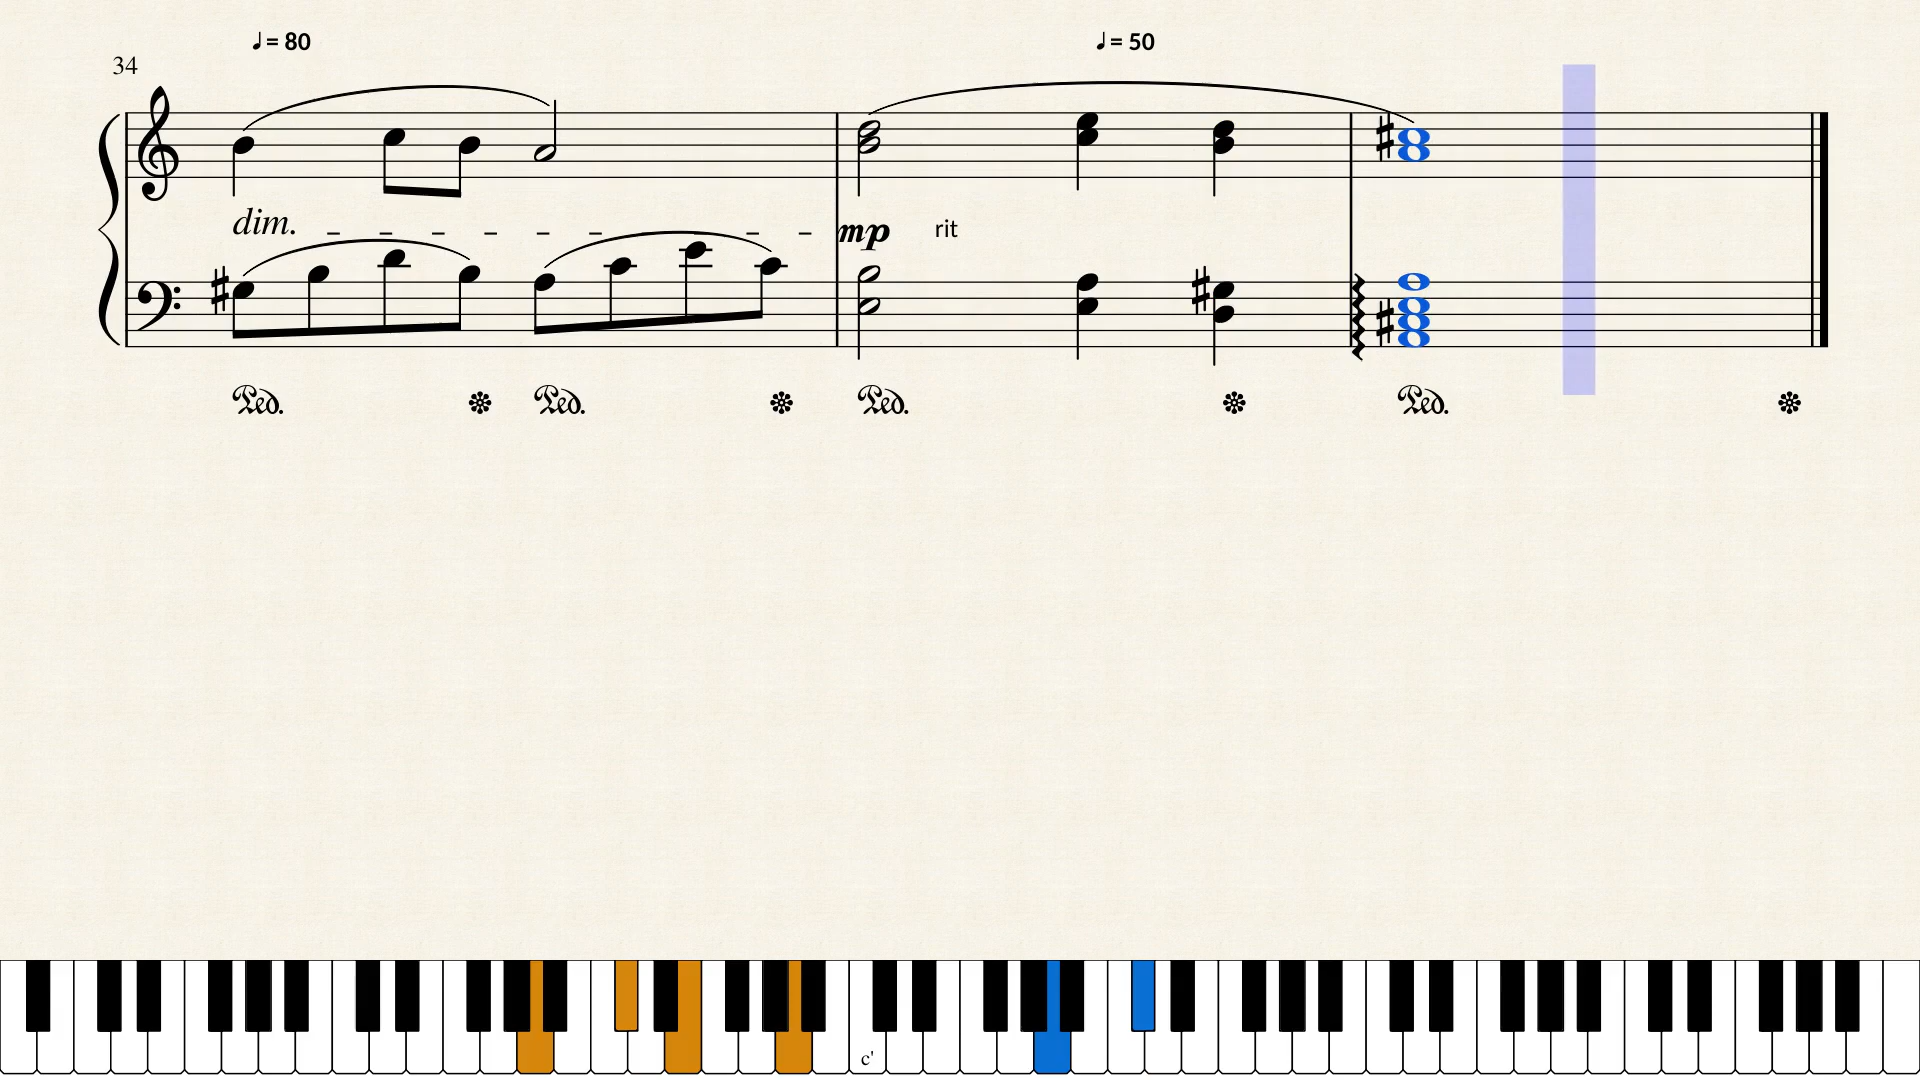 ♩= 80 ♩= 50
34
dim. mp rit
Ped. Ped. Ped. Ped.
c'